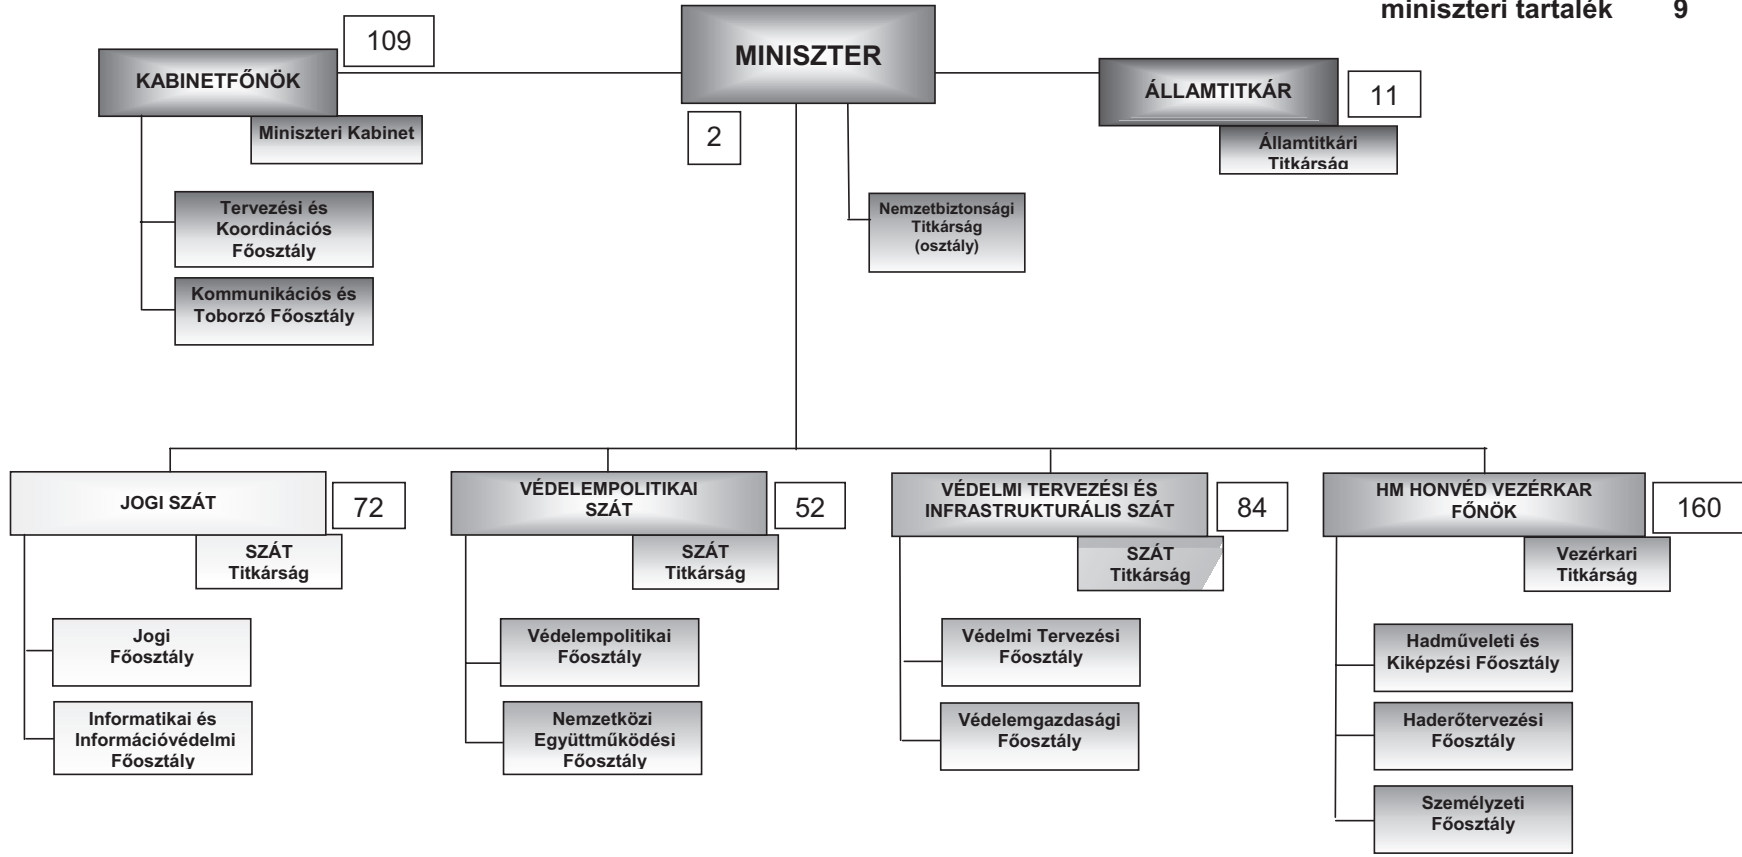 miniszteri tartalék 9
109
MINISZTER
KABINETFŐNÖK
ÁLLAMTITKÁR
11
Miniszteri Kabinet
2
Államtitkári
Titkárság
Tervezési és
Koordinációs
Főosztály
Nemzetbiztonsági
Titkárság
(osztály)
Kommunikációs és
Toborzó Főosztály
JOGI SZÁT
72
SZÁT
Titkárság
Jogi
Főosztály
Informatikai és
Információvédelmi
Főosztály
VÉDELEMPOLITIKAI
SZÁT
52
SZÁT
Titkárság
Védelempolitikai
Főosztály
Nemzetközi
Együttműködési
Főosztály
VÉDELMI TERVEZÉSI ÉS
INFRASTRUKTURÁLIS SZÁT
84
SZÁT
Titkárság
Védelmi Tervezési
Főosztály
Védelemgazdasági
Főosztály
HM HONVÉD VEZÉRKAR
FŐNÖK
160
Vezérkari
Titkárság
Hadműveleti és
Kiképzési Főosztály
Haderőtervezési
Főosztály
Személyzeti
Főosztály